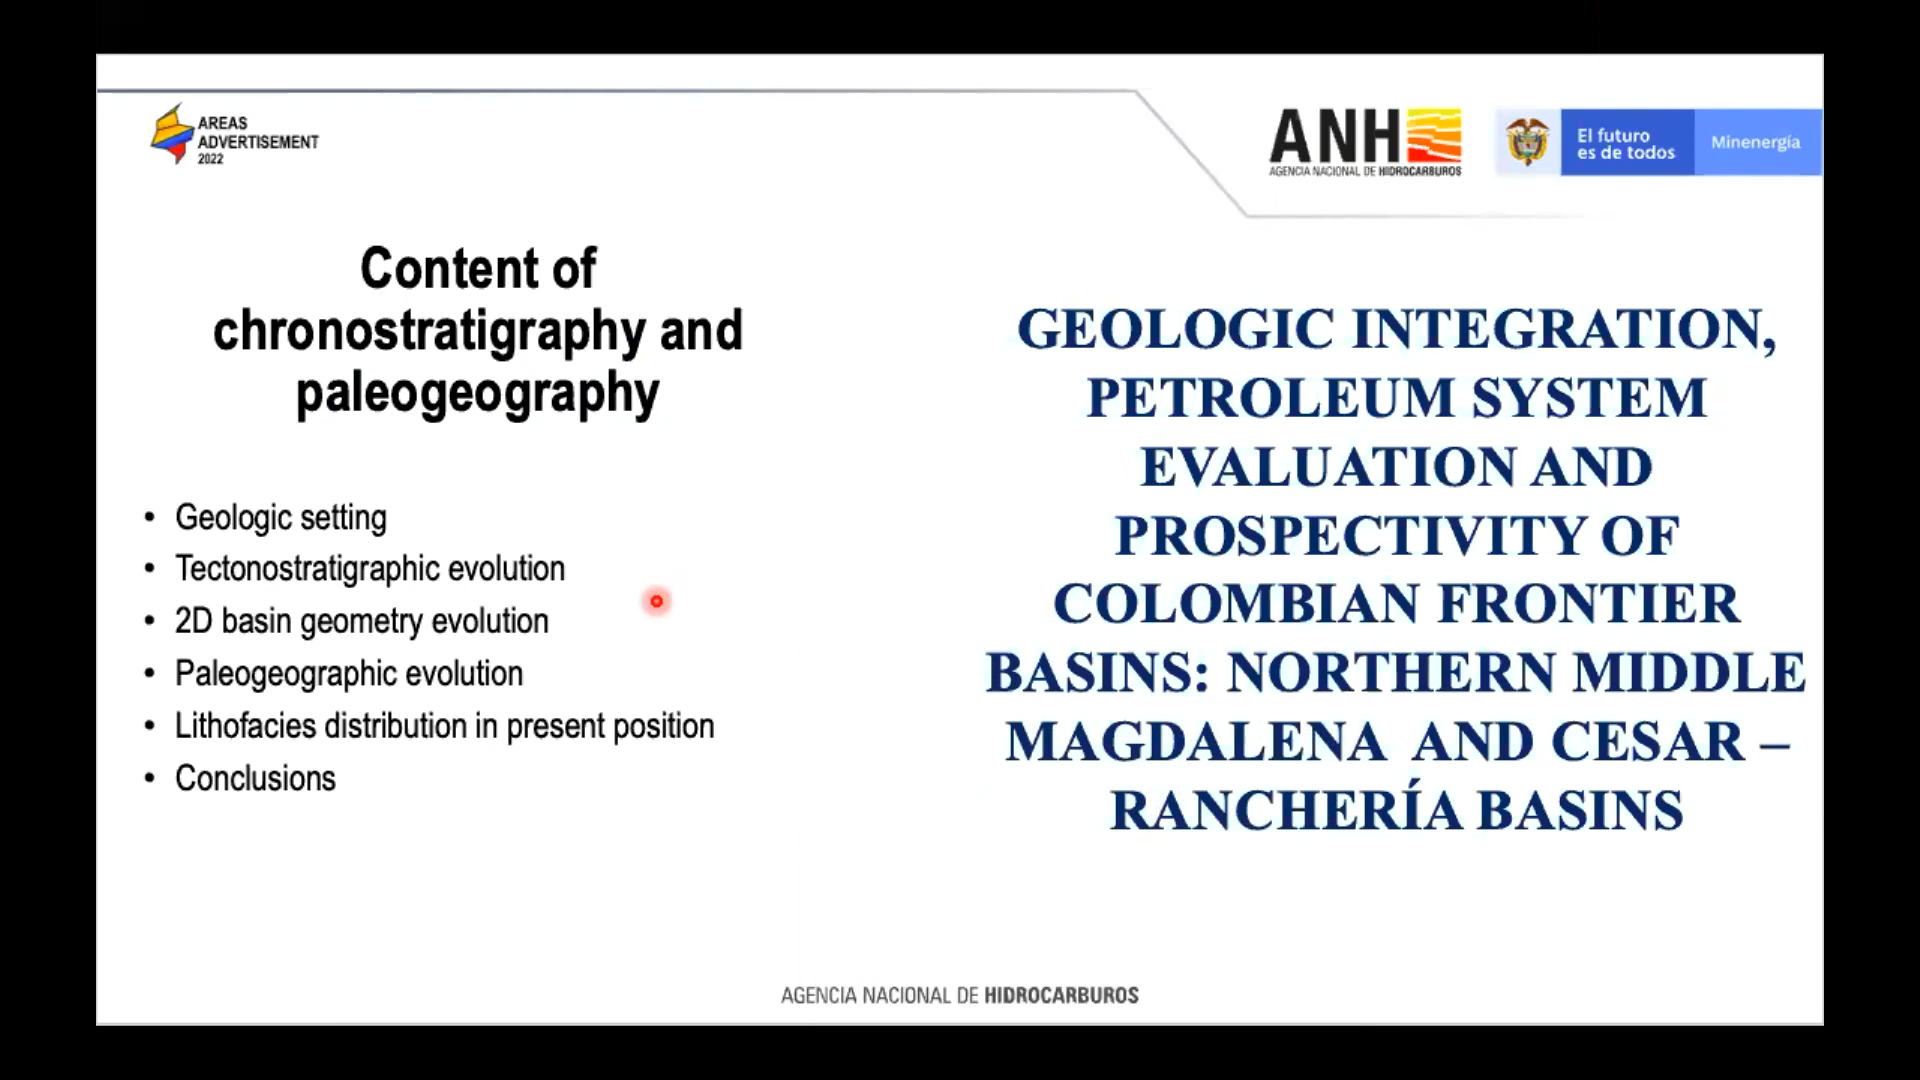 AREAS
ADVERTISEMENT
2022
ANH
AGENCIA NACIONAL DE HIDROCARBUROS
El futuro
es de todos
Minenergía
Content of
chronostratigraphy and
paleogeography
• Geologic setting
• Tectonostratigraphic evolution
• 2D basin geometry evolution
• Paleogeographic evolution
• Lithofacies distribution in present position
• Conclusions
GEOLOGIC INTEGRATION,
PETROLEUM SYSTEM
EVALUATION AND
PROSPECTIVITY OF
COLOMBIAN FRONTIER
BASINS: NORTHERN MIDDLE
MAGDALENA AND CESAR –
RANCHERÍA BASINS
AGENCIA NACIONAL DE HIDROCARBUROS